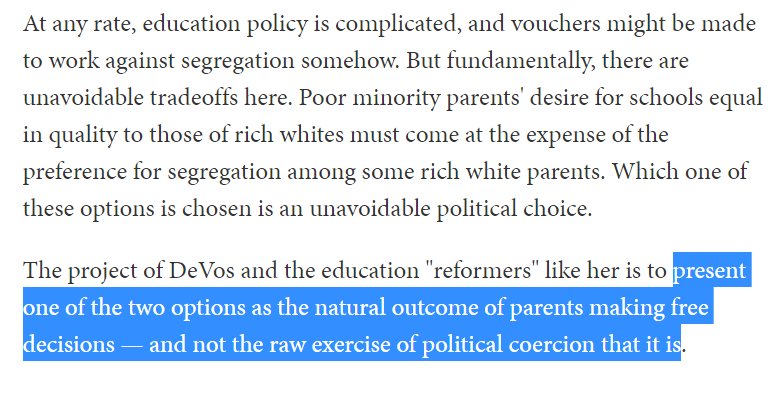 At any rate, education policy is complicated, and vouchers might be made
to work against segregation somehow. But fundamentally, there are
unavoidable tradeoffs here. Poor minority parents' desire for schools equal
in quality to those of rich whites must come at the expense of the
preference for segregation among some rich white parents. Which one of
these options is chosen is an unavoidable political choice.
The project of DeVos and the education "reformers" like her is to present
one of the two options as the natural outcome of parents making free
decisions — and not the raw exercise of political coercion that it is.